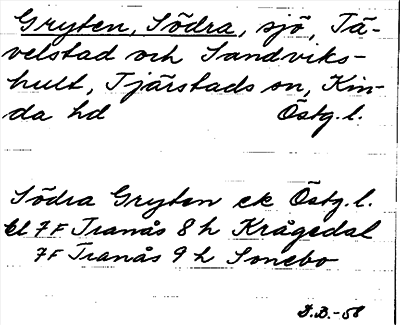 Gryten, Södra, sjö, Tä-
velstad och Sandviks-
hult, Tjärstads sn, Kin-
da hd Östg. l.
Södra Gryten ek Östg. l.
bl 7F Tranås 8 h Krågedal
7F Tranås 9 h Sonebo
D.B.-58